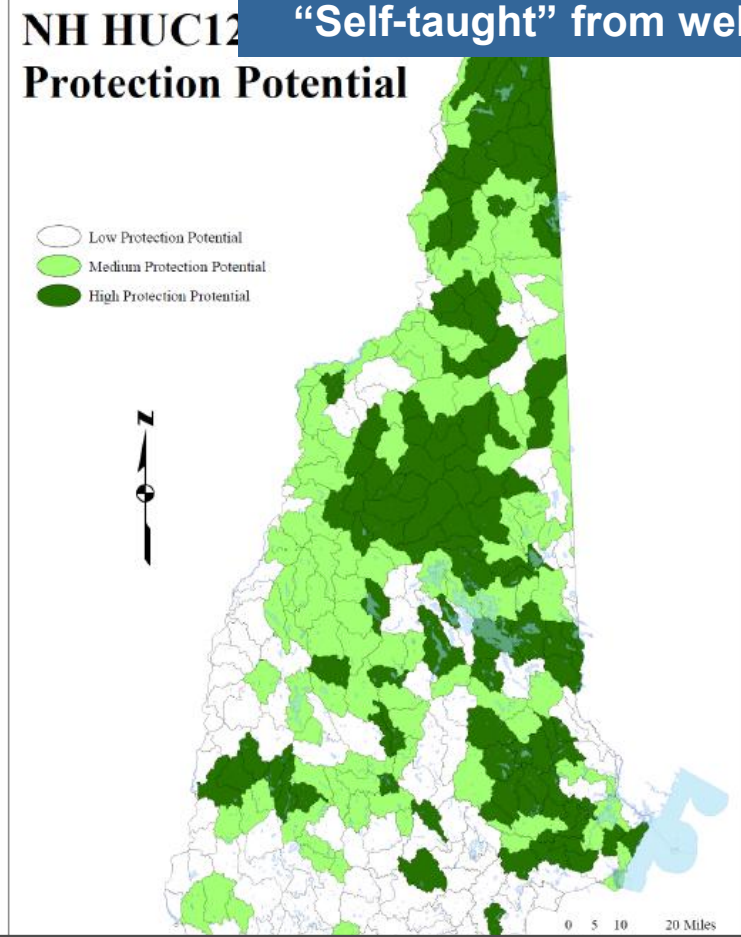 “Self-taught” from
NH HUC12
Protection Potential
Low Protection Potential
Medium Protection Potential
High Protection Protential
N
0 5 10 20 Miles